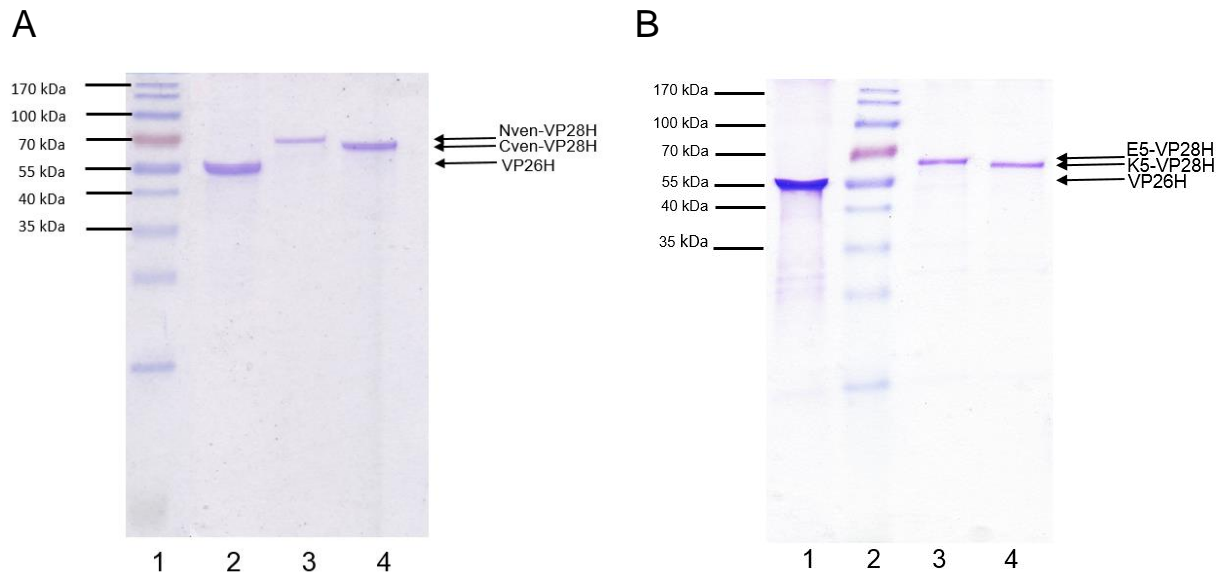 A
170 kDa
100 kDa
70 kDa
55 kDa
40 kDa
35 kDa
Nven-VP28H
Cven-VP28H
VP26H
1 2 3 4
B
170 kDa
100 kDa
70 kDa
55 kDa
40 kDa
35 kDa
E5-VP28H
K5-VP28H
VP26H
1 2 3 4